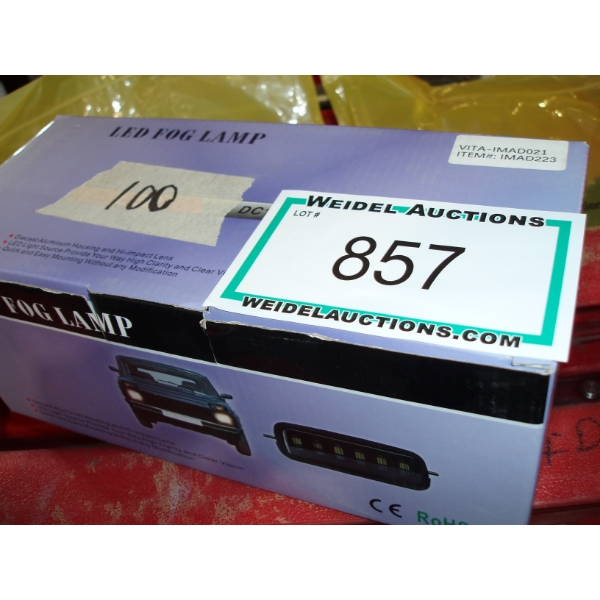 LED FOG LAMP
VITA-IMAD021
ITEM#: IMAD223
100
DC
WEIDEL AUCTIONS
LOT #
857
WEIDELAUCTIONS.COM
Diecast Aluminum Housing and Hi-impact Lens
LED Light Source Provide Your Way High Clarity and Clear
Quick and Easy Mounting Without any Modification
FOG LAMP
CE RoHS